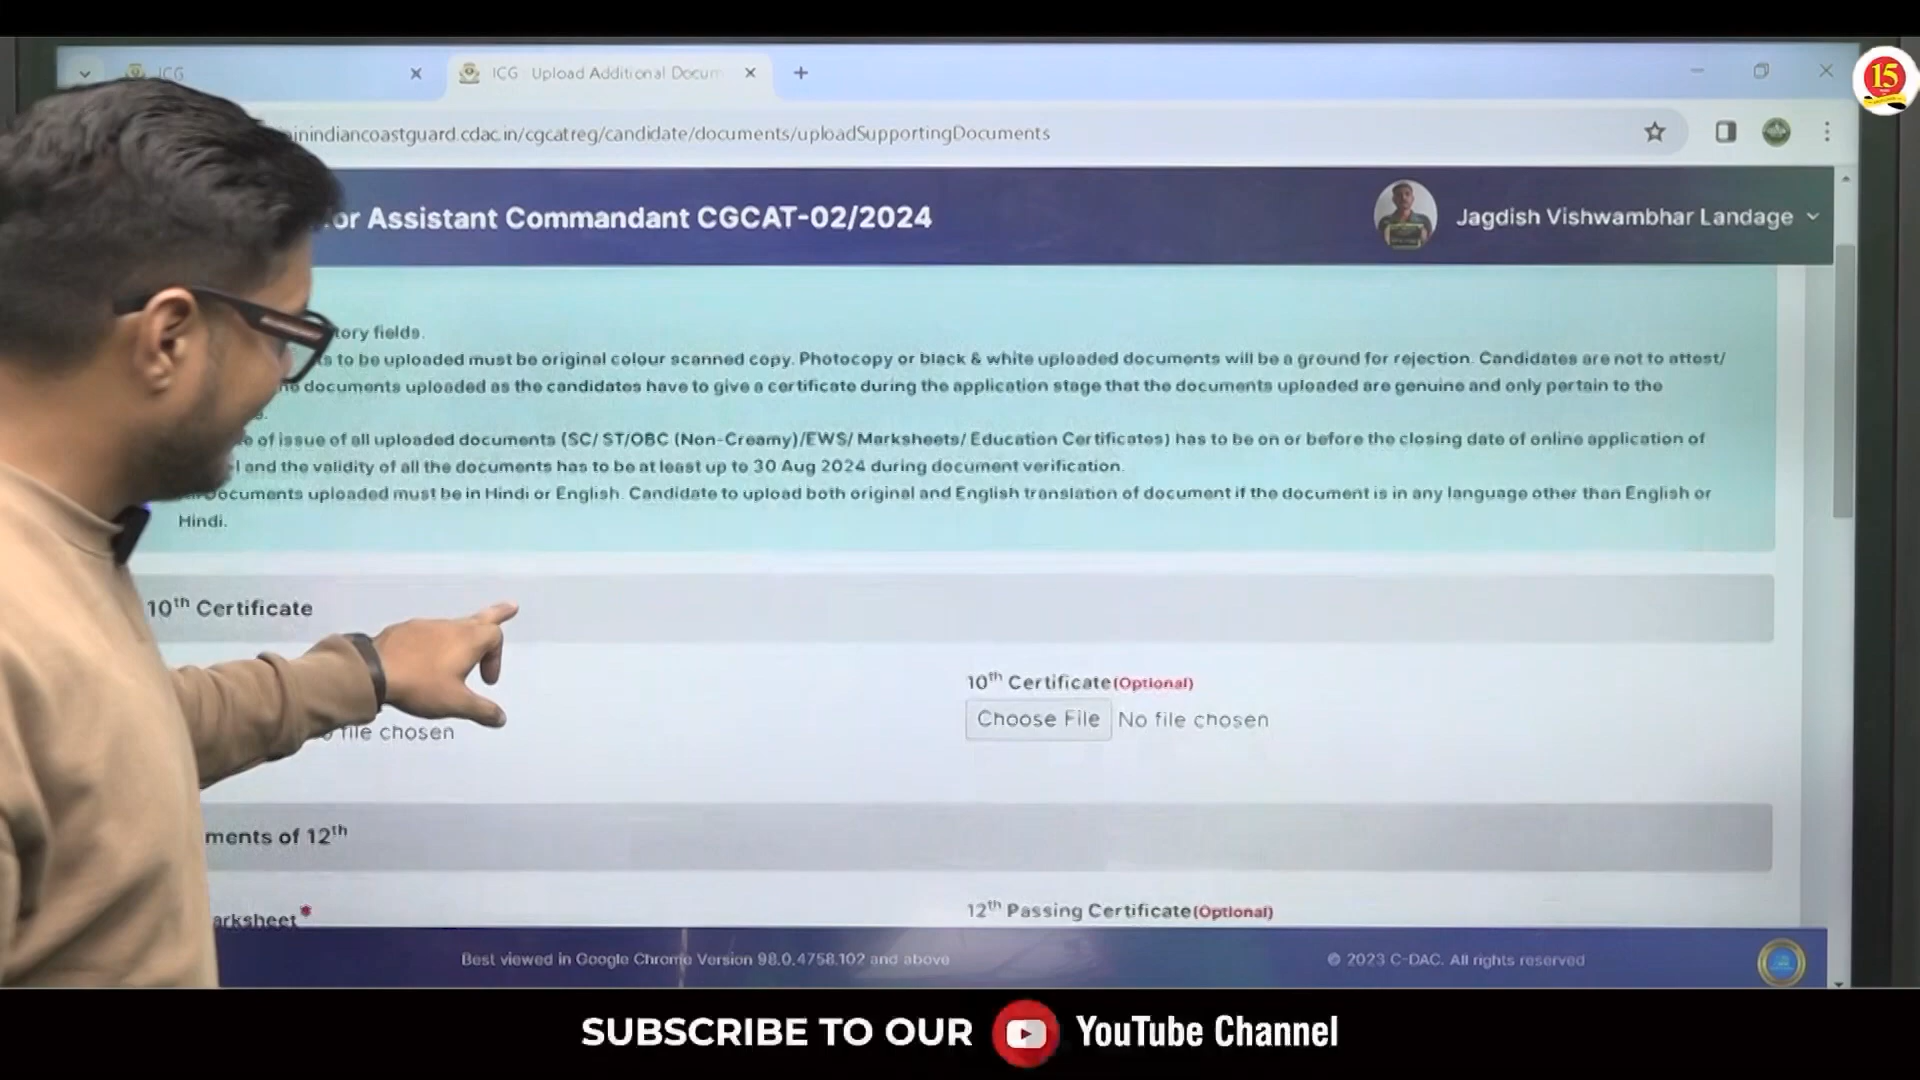 ICG
ICG Upload Additional Docum
15
inindiancoastguard.cdac.in/cgcatreg/candidate/documents/uploadSupportingDocuments
or Assistant Commandant CGCAT-02/2024
Jagdish Vishwambhar Landage
tory fields.
s to be uploaded must be original colour scanned copy. Photocopy or black & white uploaded documents will be a ground for rejection. Candidates are not to attest/
documents uploaded as the candidates have to give a certificate during the application stage that the documents uploaded are genuine and only pertain to the
of issue of all uploaded documents (SC/ ST/OBC (Non-Creamy)/EWS/ Marksheets/ Education Certificates) has to be on or before the closing date of online application of
and the validity of all the documents has to be at least up to 30 Aug 2024 during document verification.
ocuments uploaded must be in Hindi or English. Candidate to upload both original and English translation of document if the document is in any language other than English or
Hindi.
10th Certificate
10th Certificate(Optional)
file chosen
Choose File No file chosen
ments of 12th
arksheet*
12th Passing Certificate(Optional)
Best viewed in Google Chrome Version 98.0.4758.102 and above
© 2023 C-DAC. All rights reserved
SUBSCRIBE TO OUR YouTube Channel